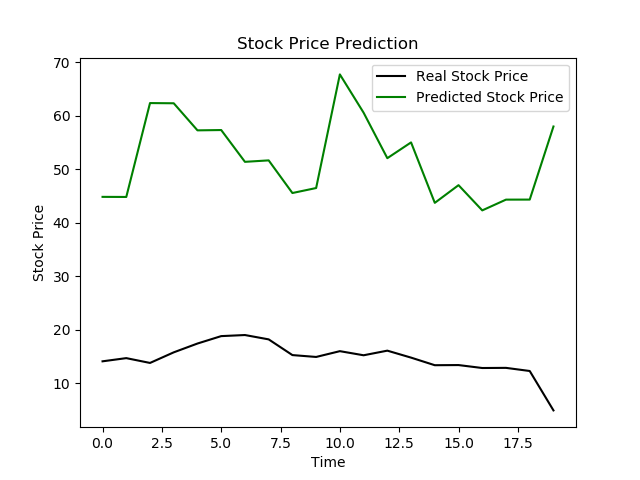 Stock Price Prediction
Real Stock Price
Predicted Stock Price
Stock Price
70
60
50
40
30
20
10
0.0 2.5 5.0 7.5 10.0 12.5 15.0 17.5
Time